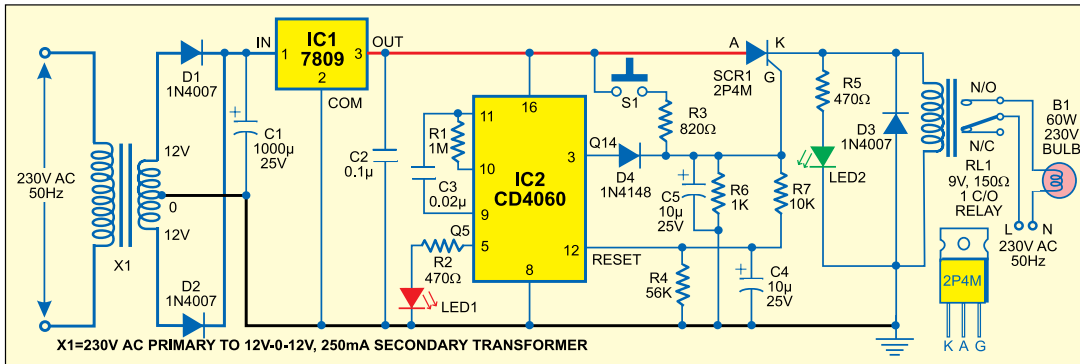 230V AC
50Hz
X1
12V
0
12V
D1
1N4007
D2
1N4007
IN
1
IC1
7809
3
OUT
2
COM
C1
1000µ
25V
C2
0.1µ
R1
1M
C3
0.02µ
11
10
9
Q5
5
16
IC2
CD4060
3
Q14
12
RESET
8
R2
470Ω
LED1
S1
R3
820Ω
D4
1N4148
C5
10µ
25V
R6
1K
R7
10K
R4
56K
C4
10µ
25V
A
K
G
SCR1
2P4M
R5
470Ω
LED2
D3
1N4007
N/O
N/C
RL1
9V, 150Ω
1 C/O
RELAY
B1
60W
230V
BULB
L
N
230V AC
50Hz
2P4M
K A G
X1=230V AC PRIMARY TO 12V-0-12V, 250mA SECONDARY TRANSFORMER